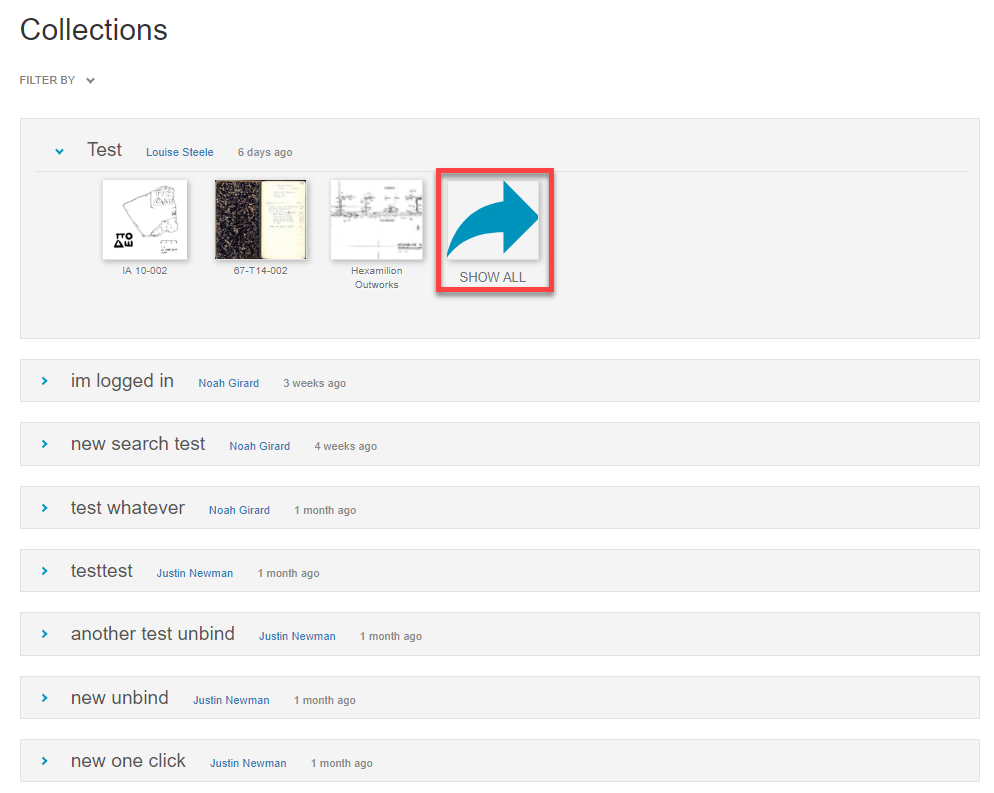 Collections
FILTER BY
Test Louise Steele 6 days ago
IA 10-002 67-T14-002 Hexamilion Outworks SHOW ALL
im logged in Noah Girard 3 weeks ago
new search test Noah Girard 4 weeks ago
test whatever Noah Girard 1 month ago
testtest Justin Newman 1 month ago
another test unbind Justin Newman 1 month ago
new unbind Justin Newman 1 month ago
new one click Justin Newman 1 month ago